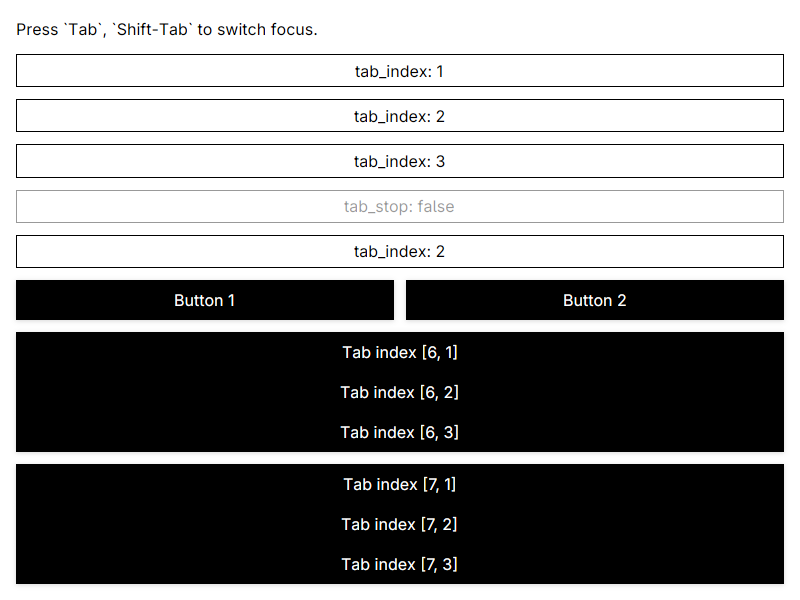 Press `Tab`, `Shift-Tab` to switch focus.
tab_index: 1
tab_index: 2
tab_index: 3
tab_stop: false
tab_index: 2
Button 1
Button 2
Tab index [6, 1]
Tab index [6, 2]
Tab index [6, 3]
Tab index [7, 1]
Tab index [7, 2]
Tab index [7, 3]